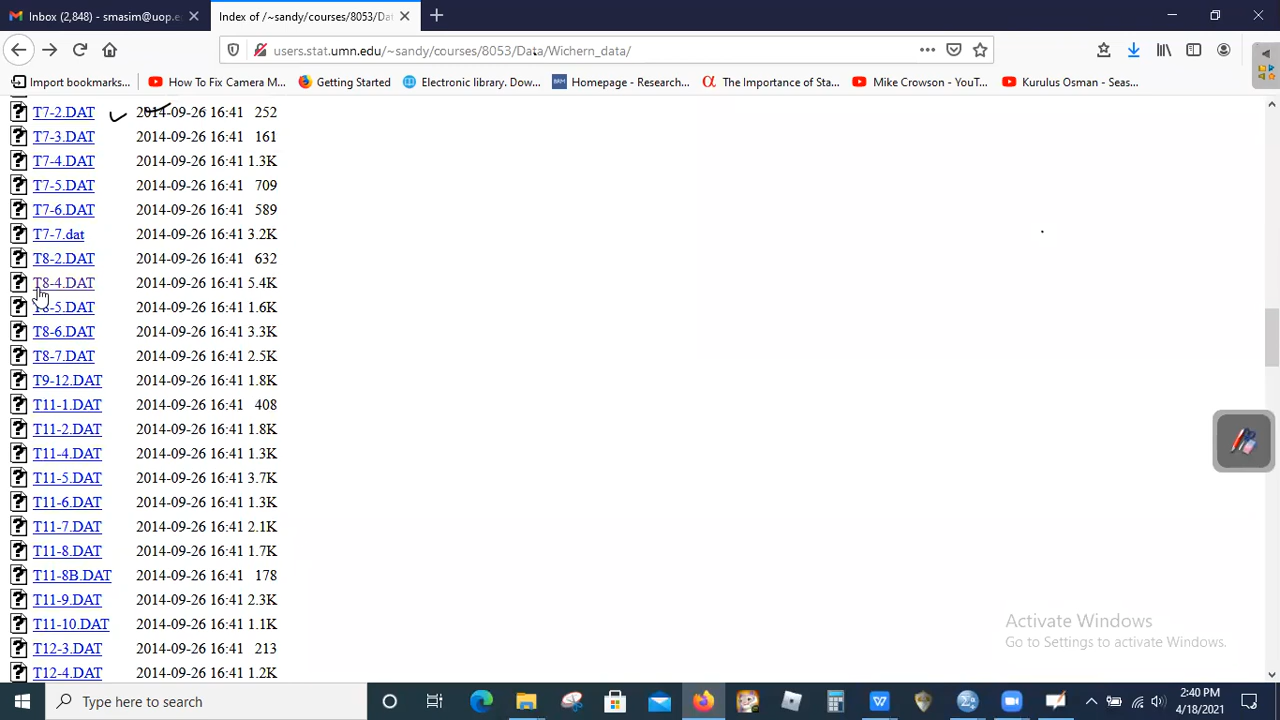 Inbox (2,848) - smasim@uop.e
Index of /~sandy/courses/8053/Dat
users.stat.umn.edu/~sandy/courses/8053/Data/Wichern_data/
Import bookmarks...
How To Fix Camera M...
Getting Started
Electronic library. Dow...
BRM
Homepage - Research...
The Importance of Sta...
Mike Crowson - YouT...
Kurulus Osman - Seas...
T7-2.DAT 2014-09-26 16:41 252
T7-3.DAT 2014-09-26 16:41 161
T7-4.DAT 2014-09-26 16:41 1.3K
T7-5.DAT 2014-09-26 16:41 709
T7-6.DAT 2014-09-26 16:41 589
T7-7.dat 2014-09-26 16:41 3.2K
T8-2.DAT 2014-09-26 16:41 632
T8-4.DAT 2014-09-26 16:41 5.4K
T8-5.DAT 2014-09-26 16:41 1.6K
T8-6.DAT 2014-09-26 16:41 3.3K
T8-7.DAT 2014-09-26 16:41 2.5K
T9-12.DAT 2014-09-26 16:41 1.8K
T11-1.DAT 2014-09-26 16:41 408
T11-2.DAT 2014-09-26 16:41 1.8K
T11-4.DAT 2014-09-26 16:41 1.3K
T11-5.DAT 2014-09-26 16:41 3.7K
T11-6.DAT 2014-09-26 16:41 1.3K
T11-7.DAT 2014-09-26 16:41 2.1K
T11-8.DAT 2014-09-26 16:41 1.7K
T11-8B.DAT 2014-09-26 16:41 178
T11-9.DAT 2014-09-26 16:41 2.3K
T11-10.DAT 2014-09-26 16:41 1.1K
T12-3.DAT 2014-09-26 16:41 213
T12-4.DAT 2014-09-26 16:41 1.2K
Activate Windows
Go to Settings to activate Windows.
Type here to search
2:40 PM
4/18/2021